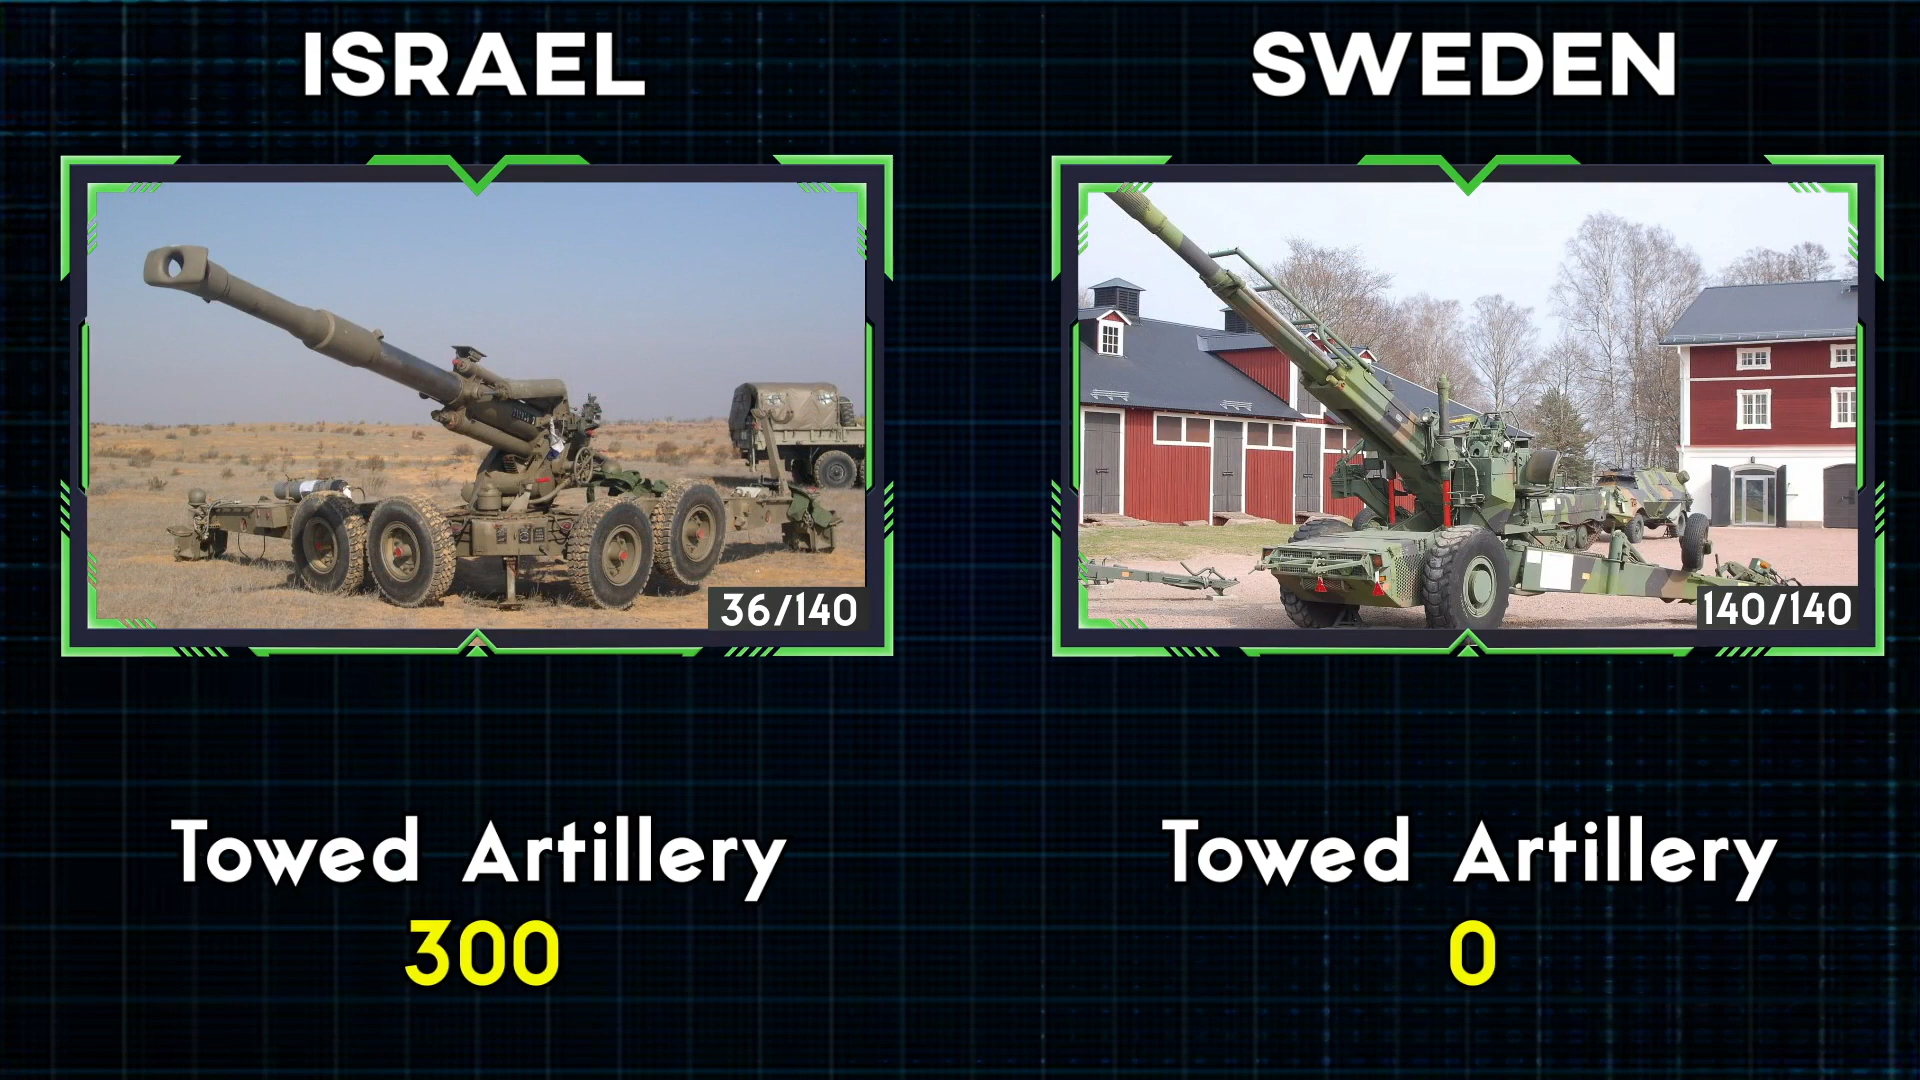 ISRAEL
SWEDEN
36/140
140/140
Towed Artillery
300
Towed Artillery
0